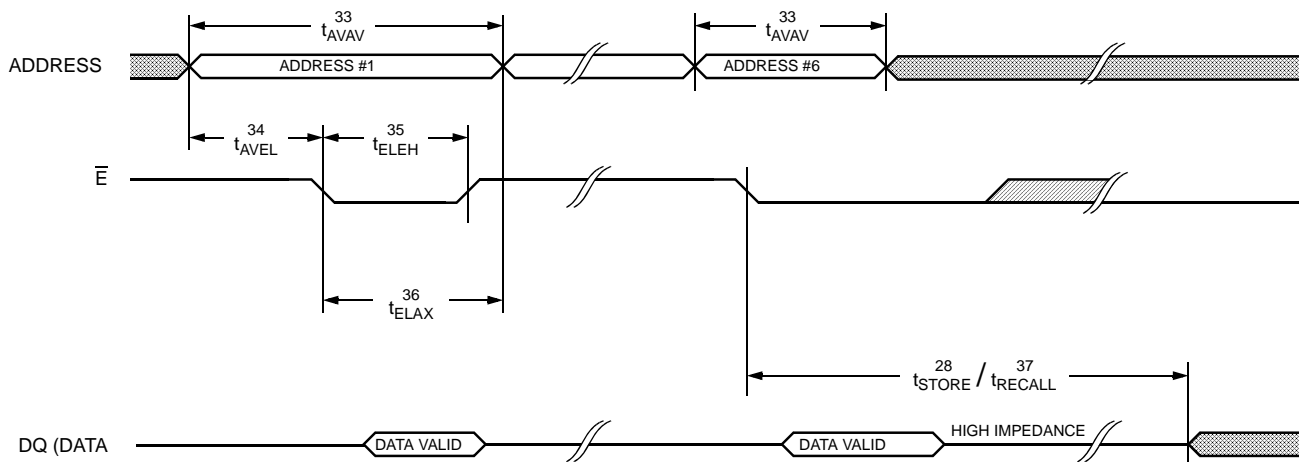 33 33
tAVAV tAVAV
ADDRESS ADDRESS #1 ADDRESS #6
34 35
tAVEL tELEH
E̅
36
tELAX
28 37
tSTORE / tRECALL
DQ (DATA DATA VALID DATA VALID HIGH IMPEDANCE